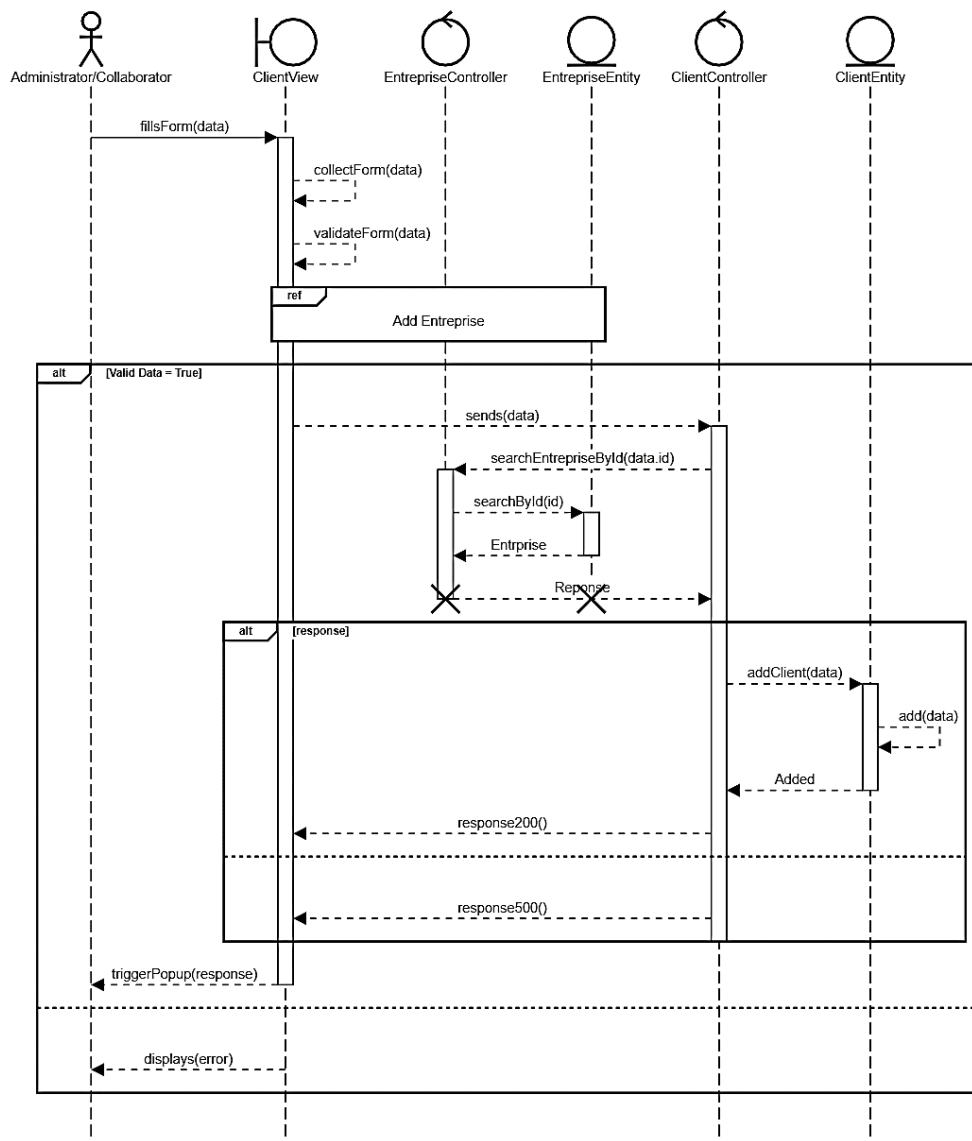 Administrator/Collaborator
ClientView
EntrepriseController
EntrepriseEntity
ClientController
ClientEntity
fillsForm(data)
collectForm(data)
validateForm(data)
ref
Add Entreprise
alt
[Valid Data = True]
sends(data)
searchEntrepriseById(data.id)
searchById(id)
Entrprise
Reponse
alt
[response]
addClient(data)
add(data)
Added
response200()
response500()
triggerPopup(response)
displays(error)